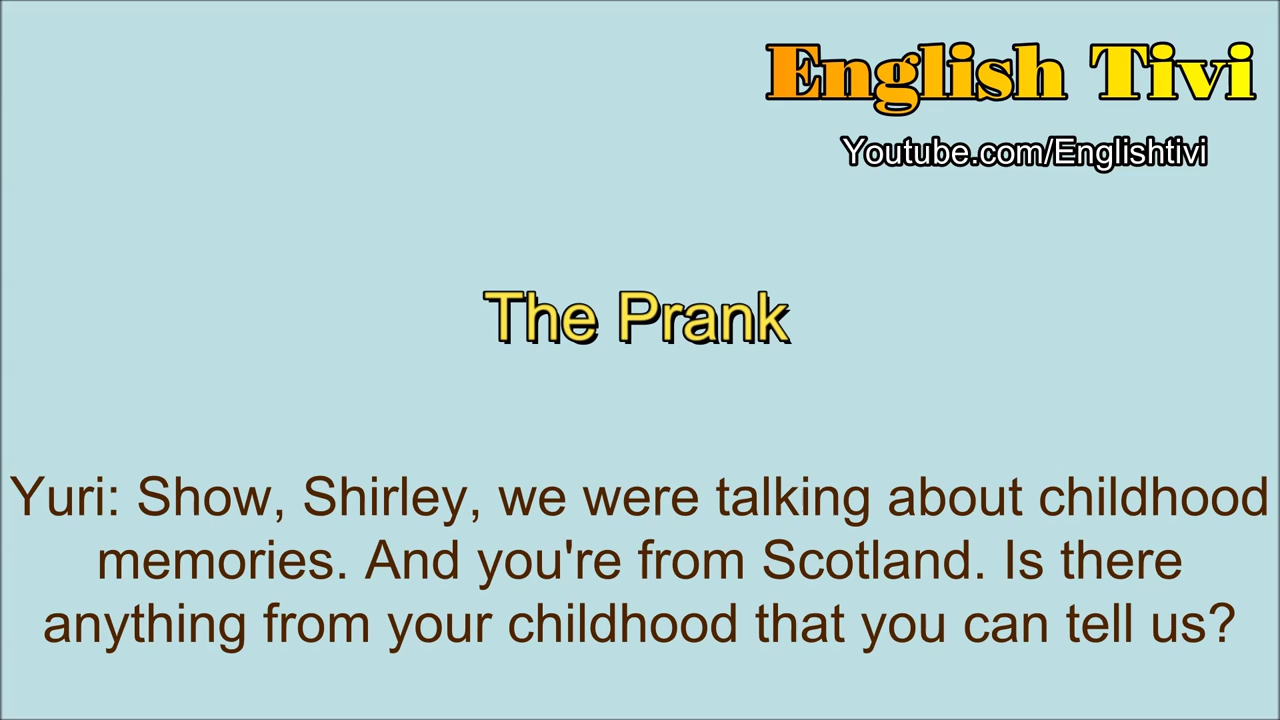 English Tivi
Youtube.com/Englishtivi
The Prank
Yuri: Show, Shirley, we were talking about childhood
memories. And you're from Scotland. Is there
anything from your childhood that you can tell us?